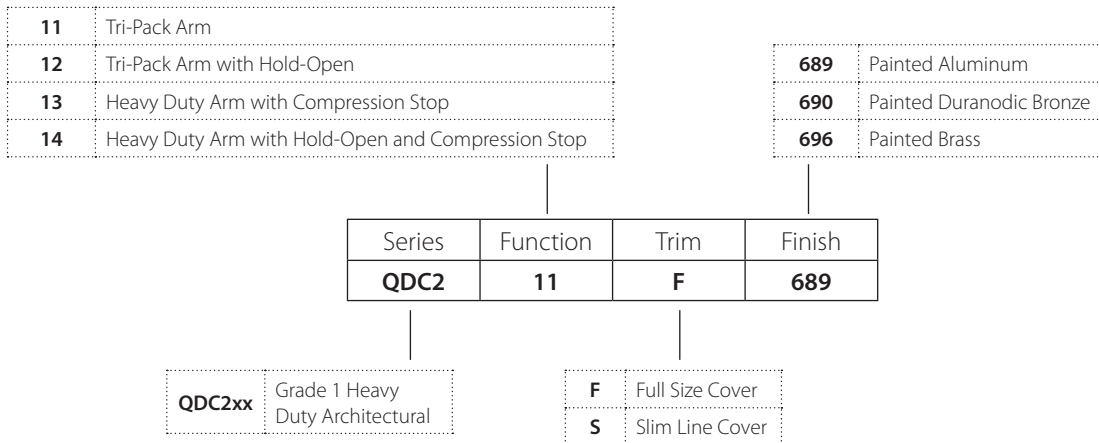 11 Tri-Pack Arm
12 Tri-Pack Arm with Hold-Open
13 Heavy Duty Arm with Compression Stop
14 Heavy Duty Arm with Hold-Open and Compression Stop
689 Painted Aluminum
690 Painted Duranodic Bronze
696 Painted Brass
Series Function Trim Finish
QDC2 11 F 689
QDC2xx Grade 1 Heavy
Duty Architectural
F Full Size Cover
S Slim Line Cover